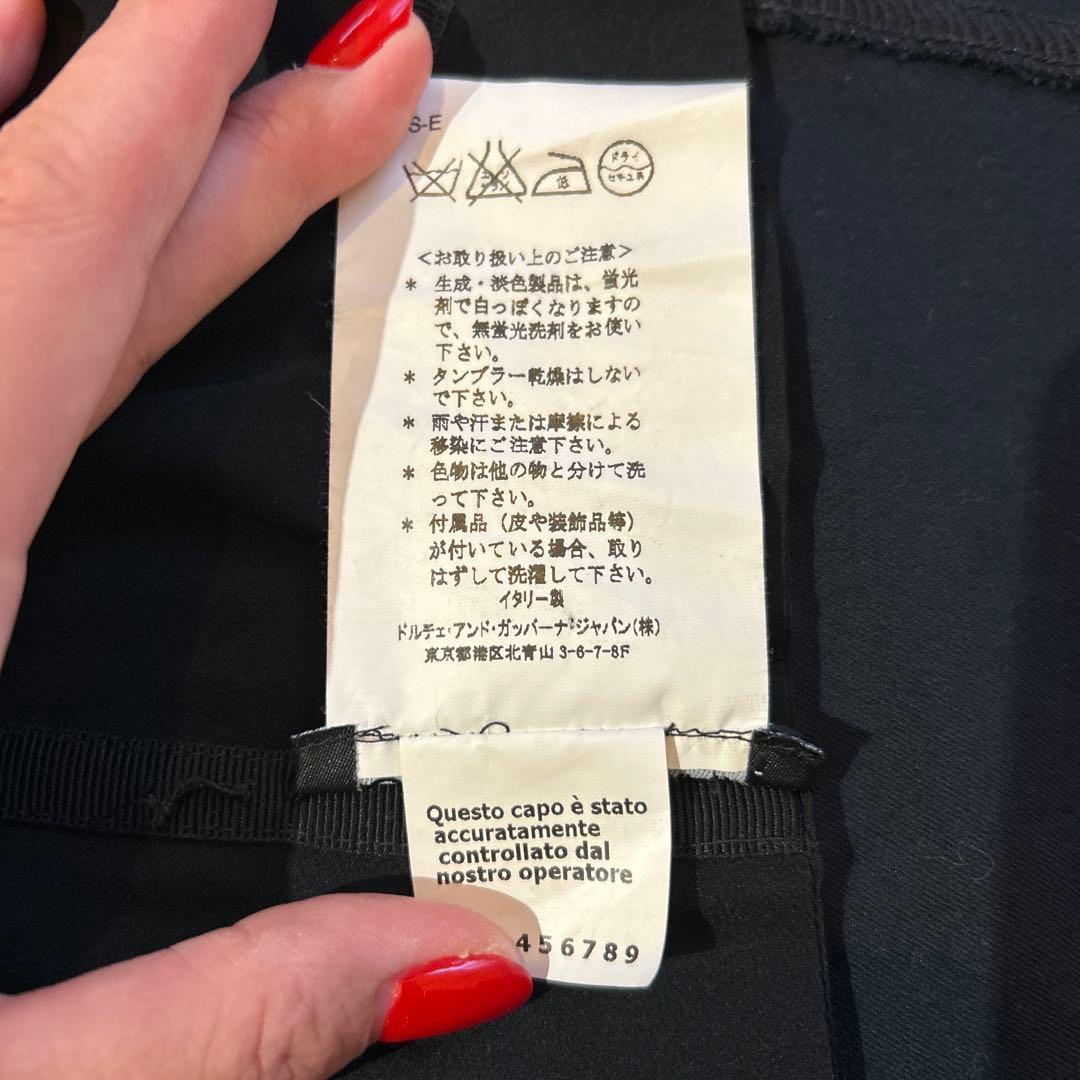 S-E
低
ドライ
セキユ系
<お取り扱い上のご注意>
* 生成・淡色製品は、蛍光
剤で白っぽくなりますの
で、無蛍光洗剤をお使い
下さい。
* タンブラー乾燥はしない
で下さい。
* 雨や汗または摩擦による
移染にご注意下さい。
* 色物は他の物と分けて洗
って下さい。
* 付属品（皮や装飾品等）
が付いている場合、取り
はずして洗濯して下さい。
イタリー製
ドルチェ・アンド・ガッバーナ・ジャパン(株)
東京都港区北青山3-6-7-8F
Questo capo è stato
accuratamente
controllato dal
nostro operatore
456789